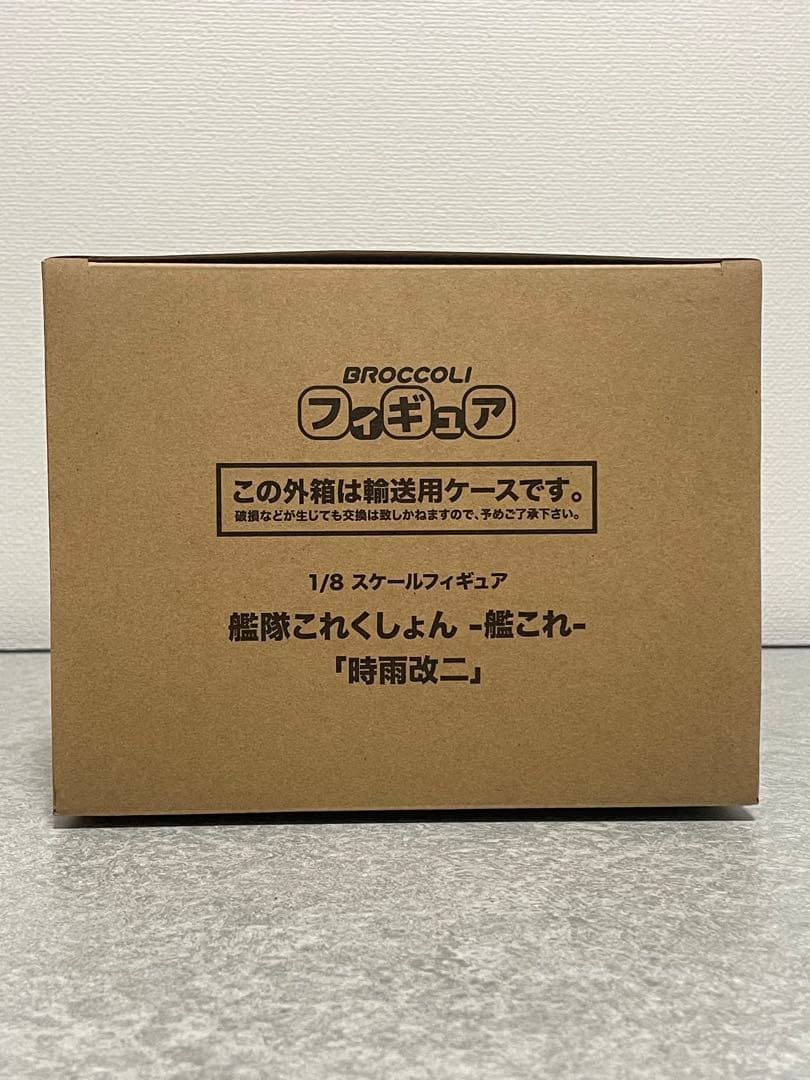 BROCCOLI
フィギュア
この外箱は輸送用ケースです。
破損などが生じても交換は致しかねますので、予めご了承下さい。
1/8 スケールフィギュア
艦隊これくしょん -艦これ-
「時雨改二」